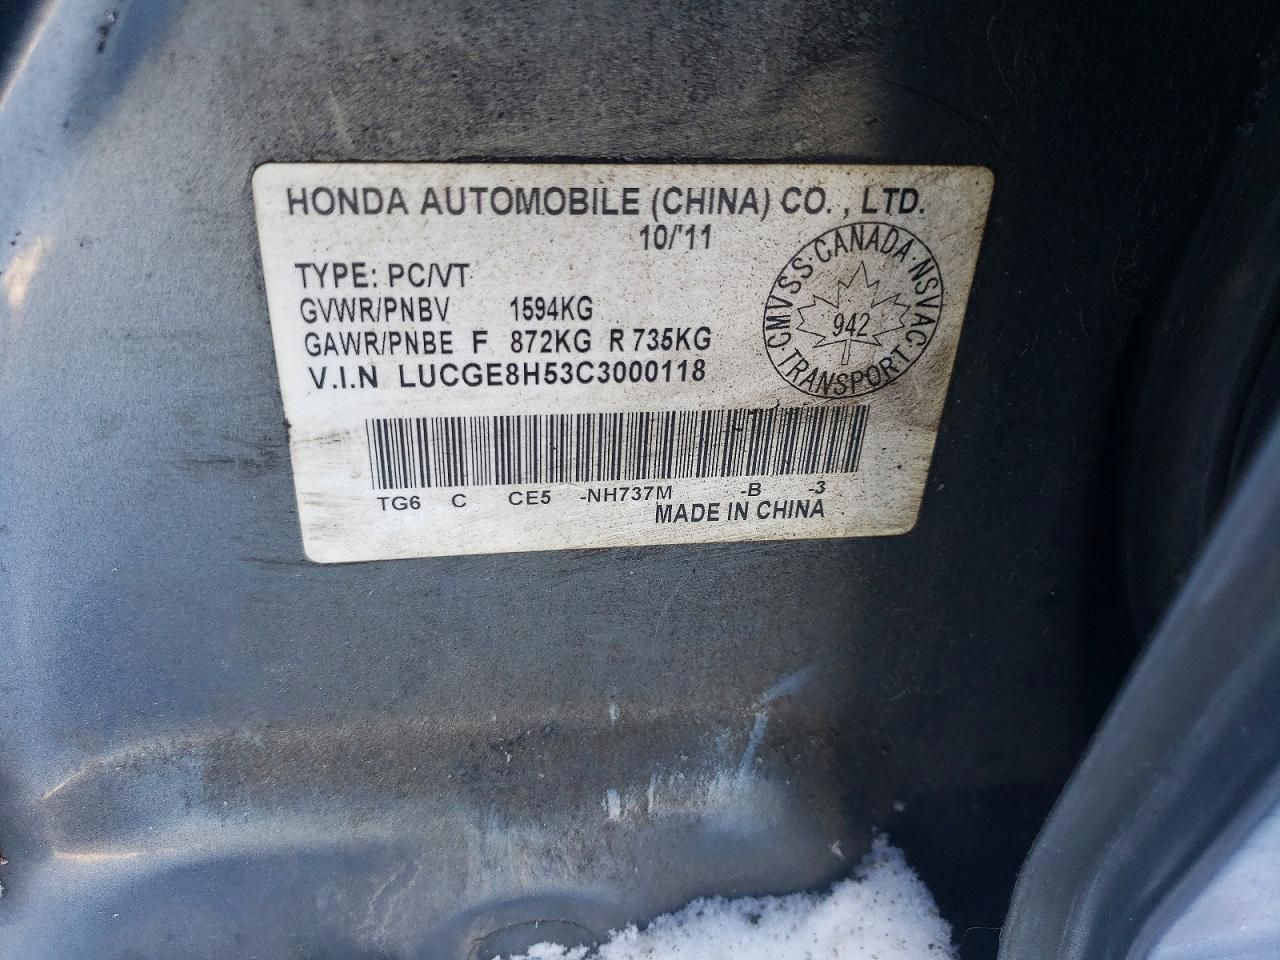 HONDA AUTOMOBILE (CHINA) CO., LTD.
10/'11
TYPE: PC/VT
GVWR/PNBV 1594KG
GAWR/PNBE F 872KG R 735KG
V.I.N LUCGE8H53C3000118
CMVSS · CANADA · NSVAC · TRANSPORT ·
942
TG6 C CE5 -NH737M -B -3
MADE IN CHINA